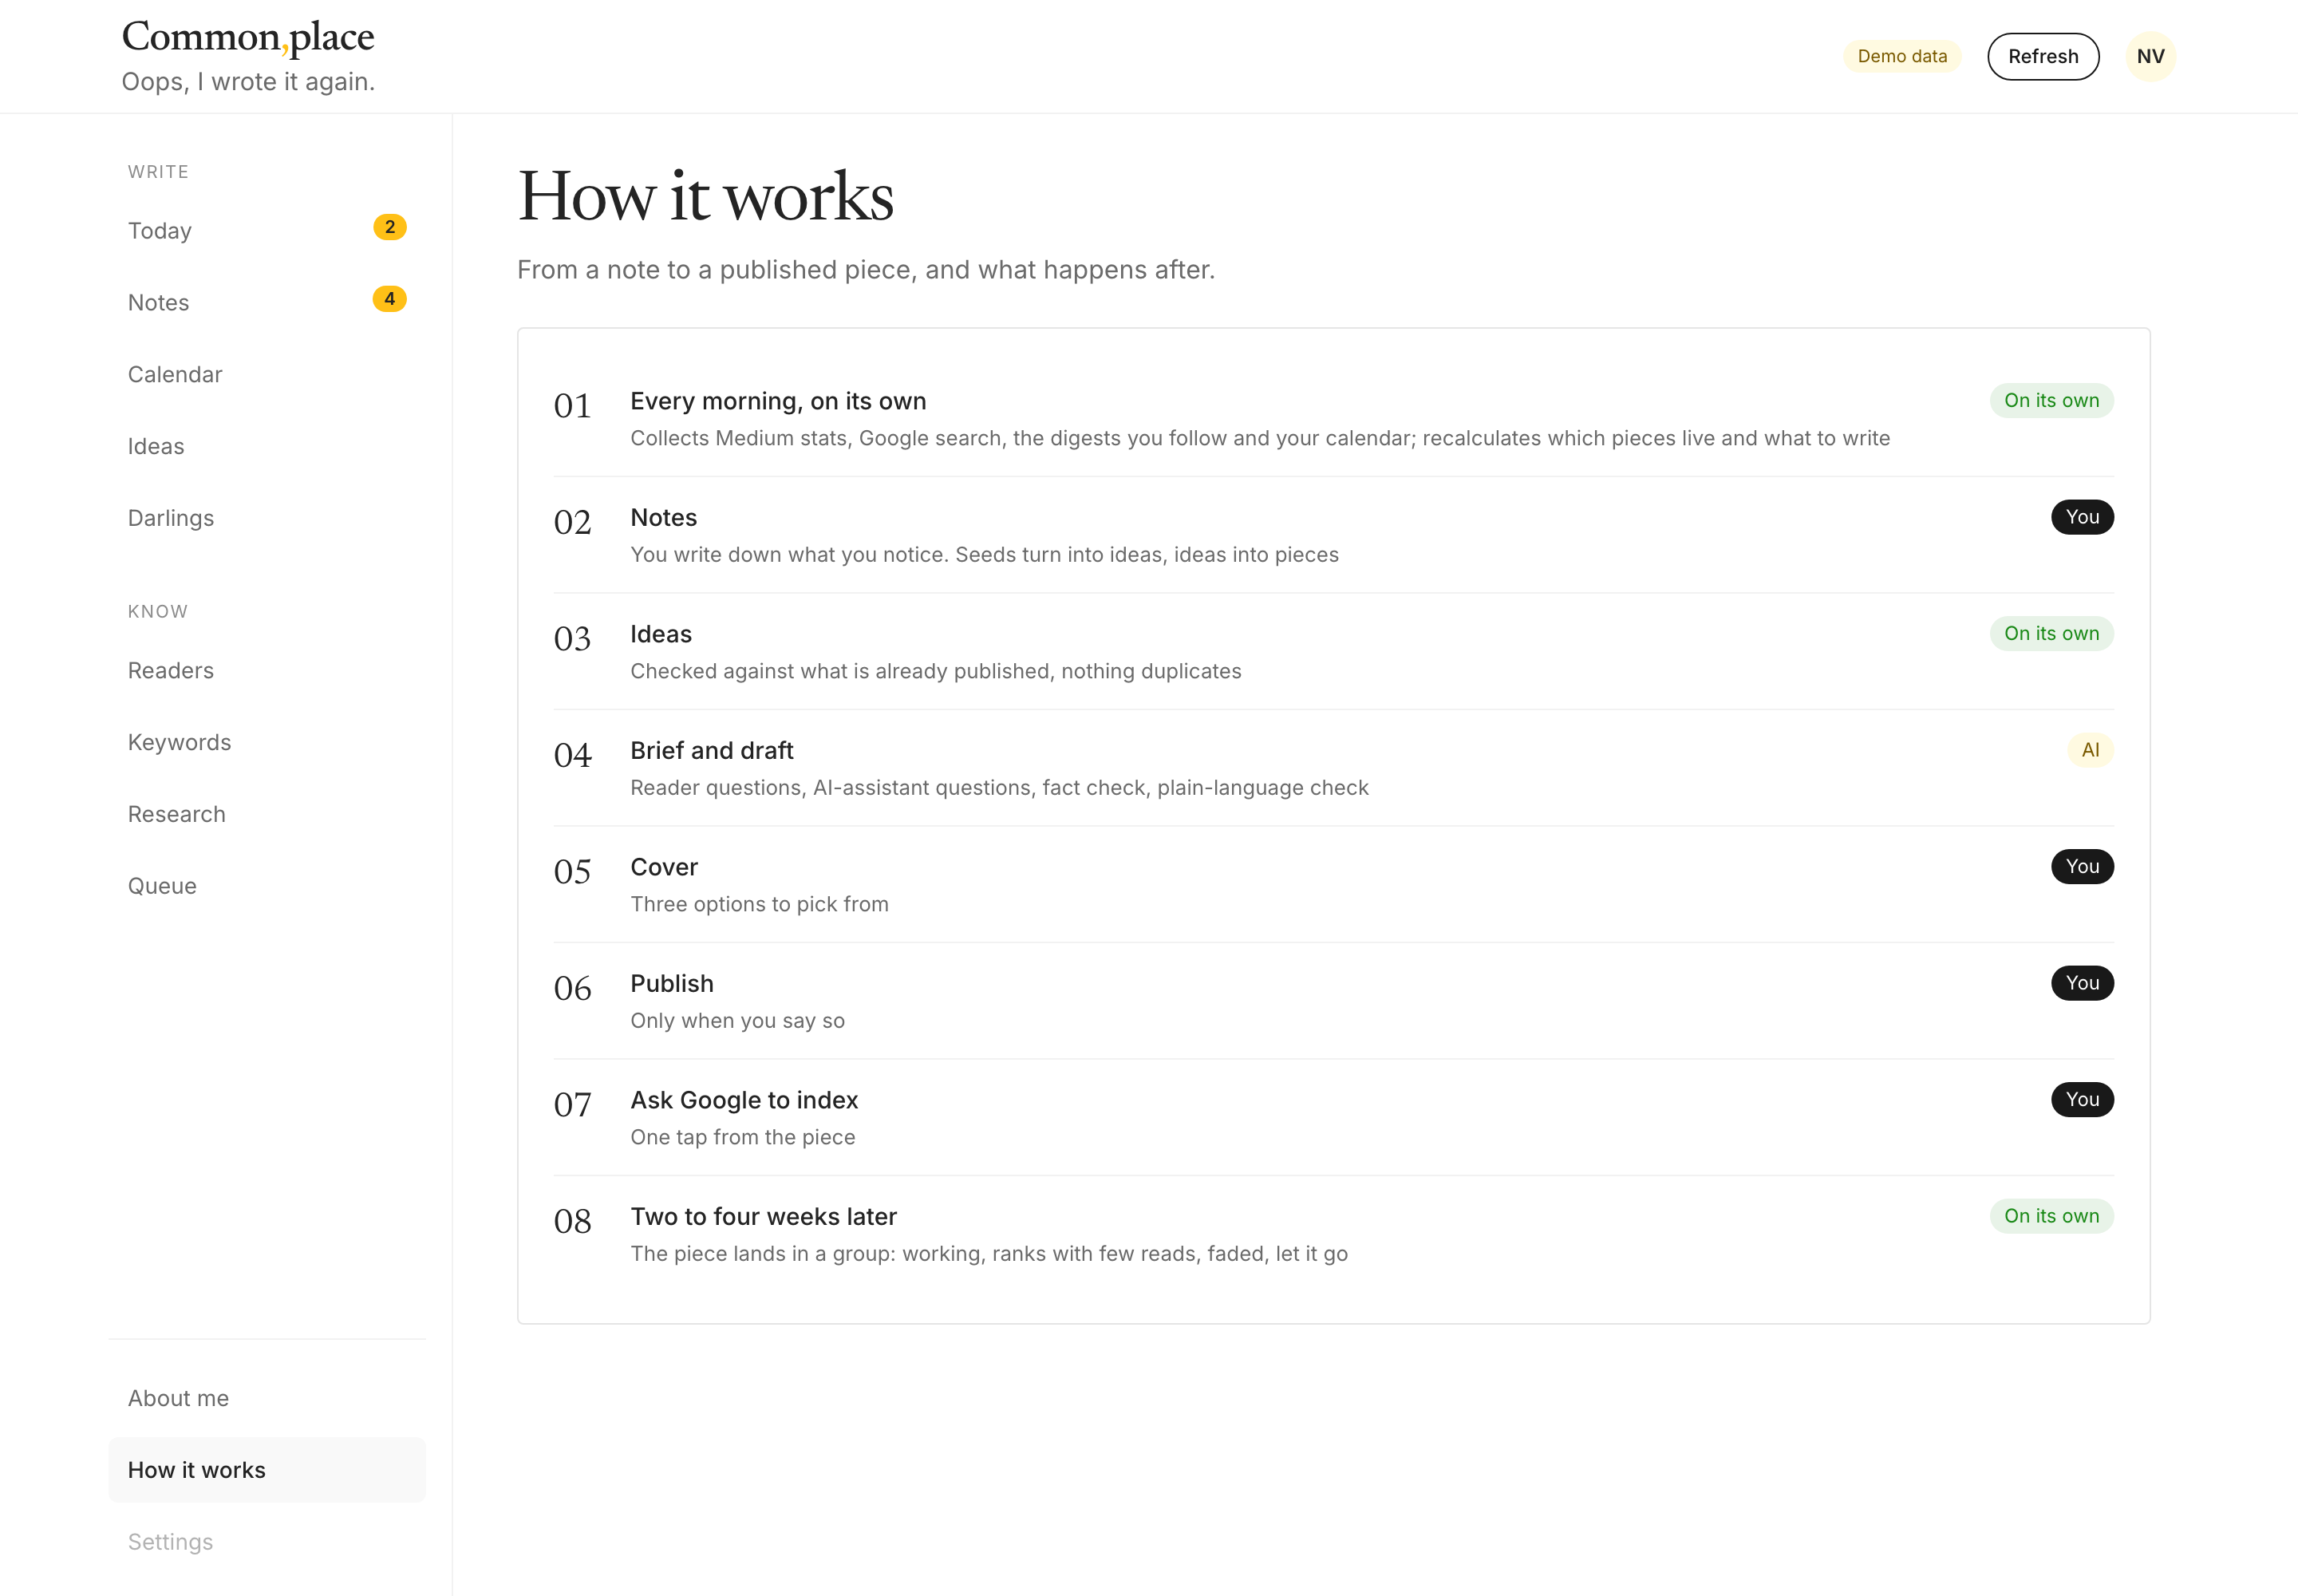 Common,place
Oops, I wrote it again.
Demo data
Refresh
NV
WRITE
Today
2
Notes
4
Calendar
Ideas
Darlings
KNOW
Readers
Keywords
Research
Queue
About me
How it works
Settings
How it works
From a note to a published piece, and what happens after.
01
Every morning, on its own
On its own
Collects Medium stats, Google search, the digests you follow and your calendar; recalculates which pieces live and what to write
02
Notes
You
You write down what you notice. Seeds turn into ideas, ideas into pieces
03
Ideas
On its own
Checked against what is already published, nothing duplicates
04
Brief and draft
AI
Reader questions, AI-assistant questions, fact check, plain-language check
05
Cover
You
Three options to pick from
06
Publish
You
Only when you say so
07
Ask Google to index
You
One tap from the piece
08
Two to four weeks later
On its own
The piece lands in a group: working, ranks with few reads, faded, let it go